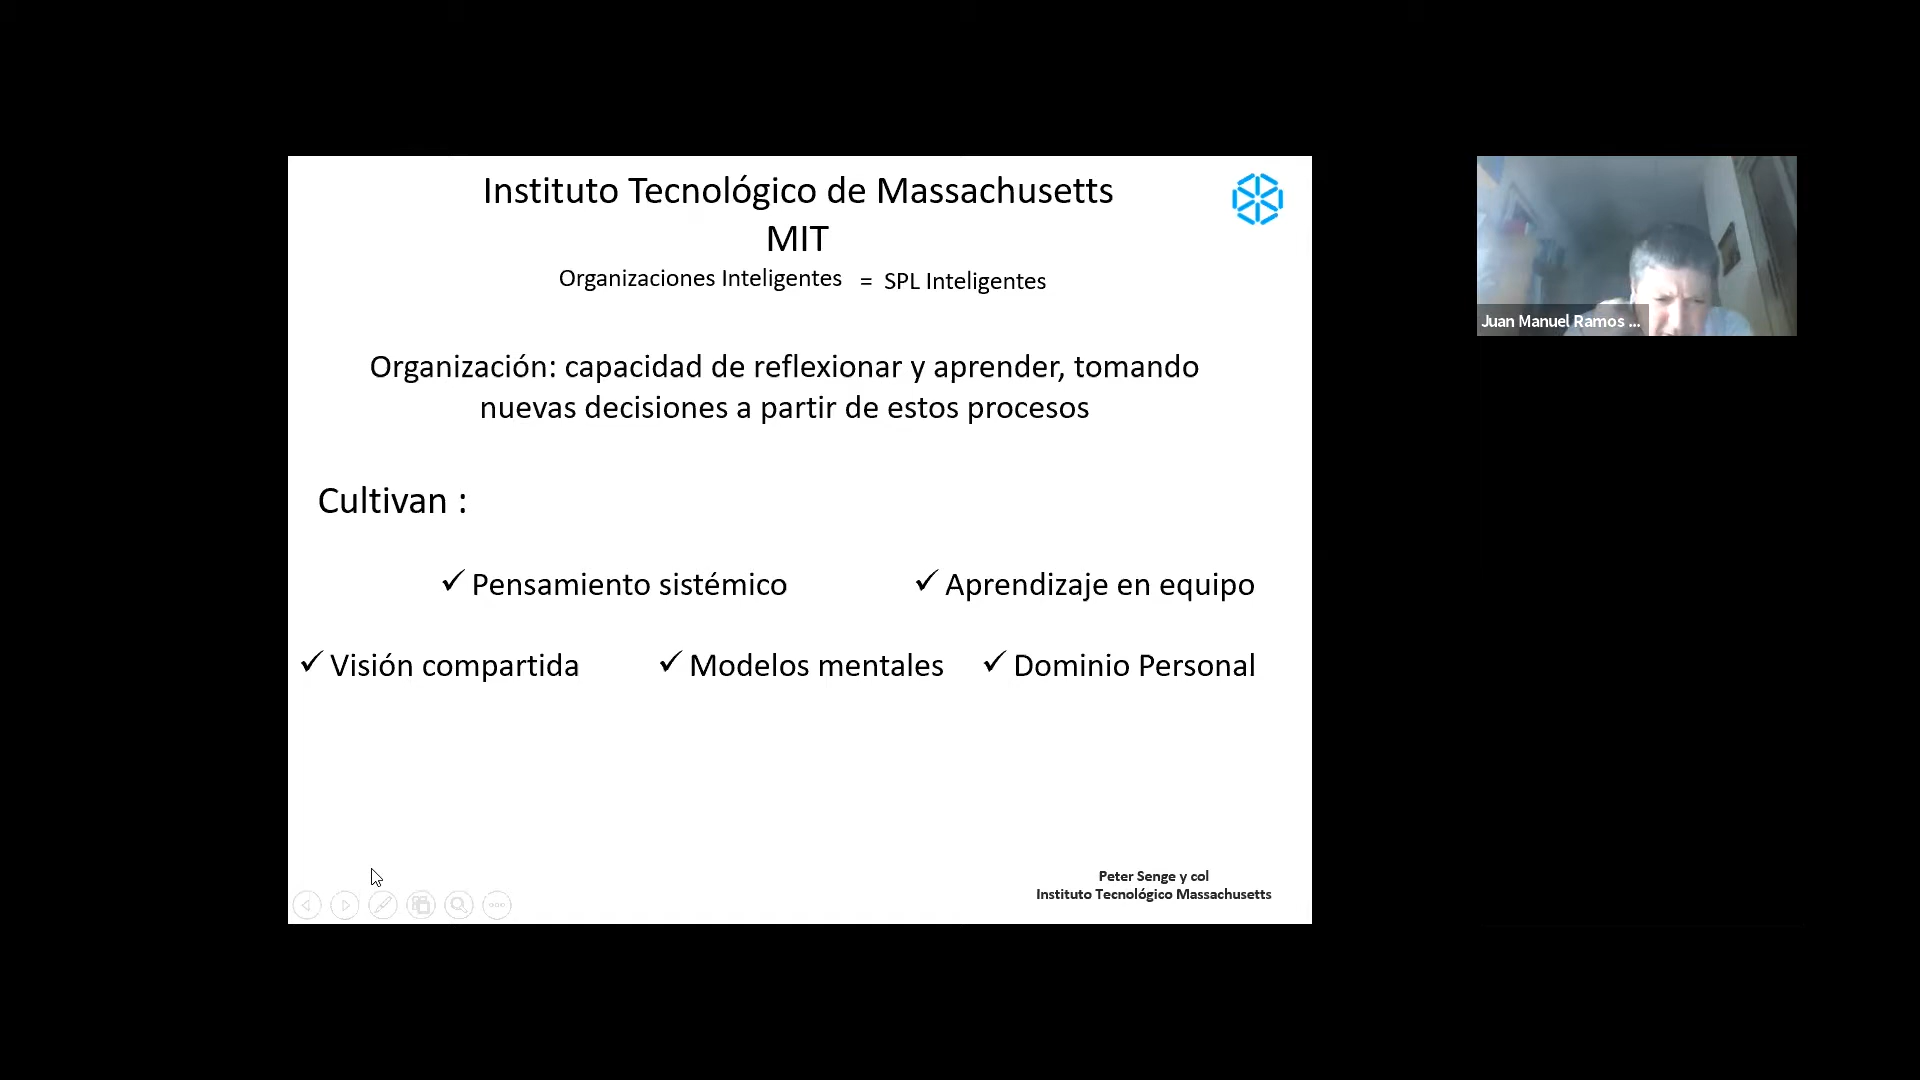 Instituto Tecnológico de Massachusetts
MIT
Organizaciones Inteligentes = SPL Inteligentes
Organización: capacidad de reflexionar y aprender, tomando
nuevas decisiones a partir de estos procesos
Cultivan :
✓ Pensamiento sistémico ✓ Aprendizaje en equipo
✓ Visión compartida ✓ Modelos mentales ✓ Dominio Personal
Peter Senge y col
Instituto Tecnológico Massachusetts
Juan Manuel Ramos ...